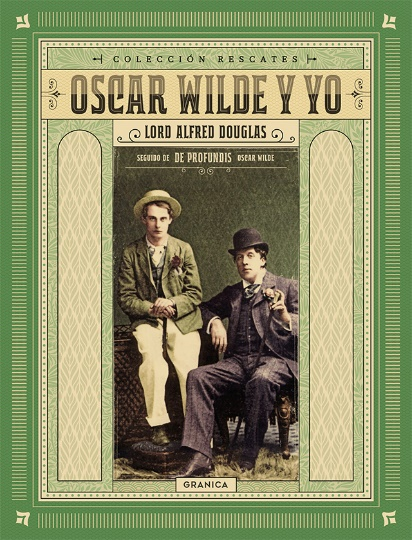 COLECCIÓN RESCATES
OSCAR WILDE Y YO
LORD ALFRED DOUGLAS
SEGUIDO DE DE PROFUNDIS OSCAR WILDE
GRANICA